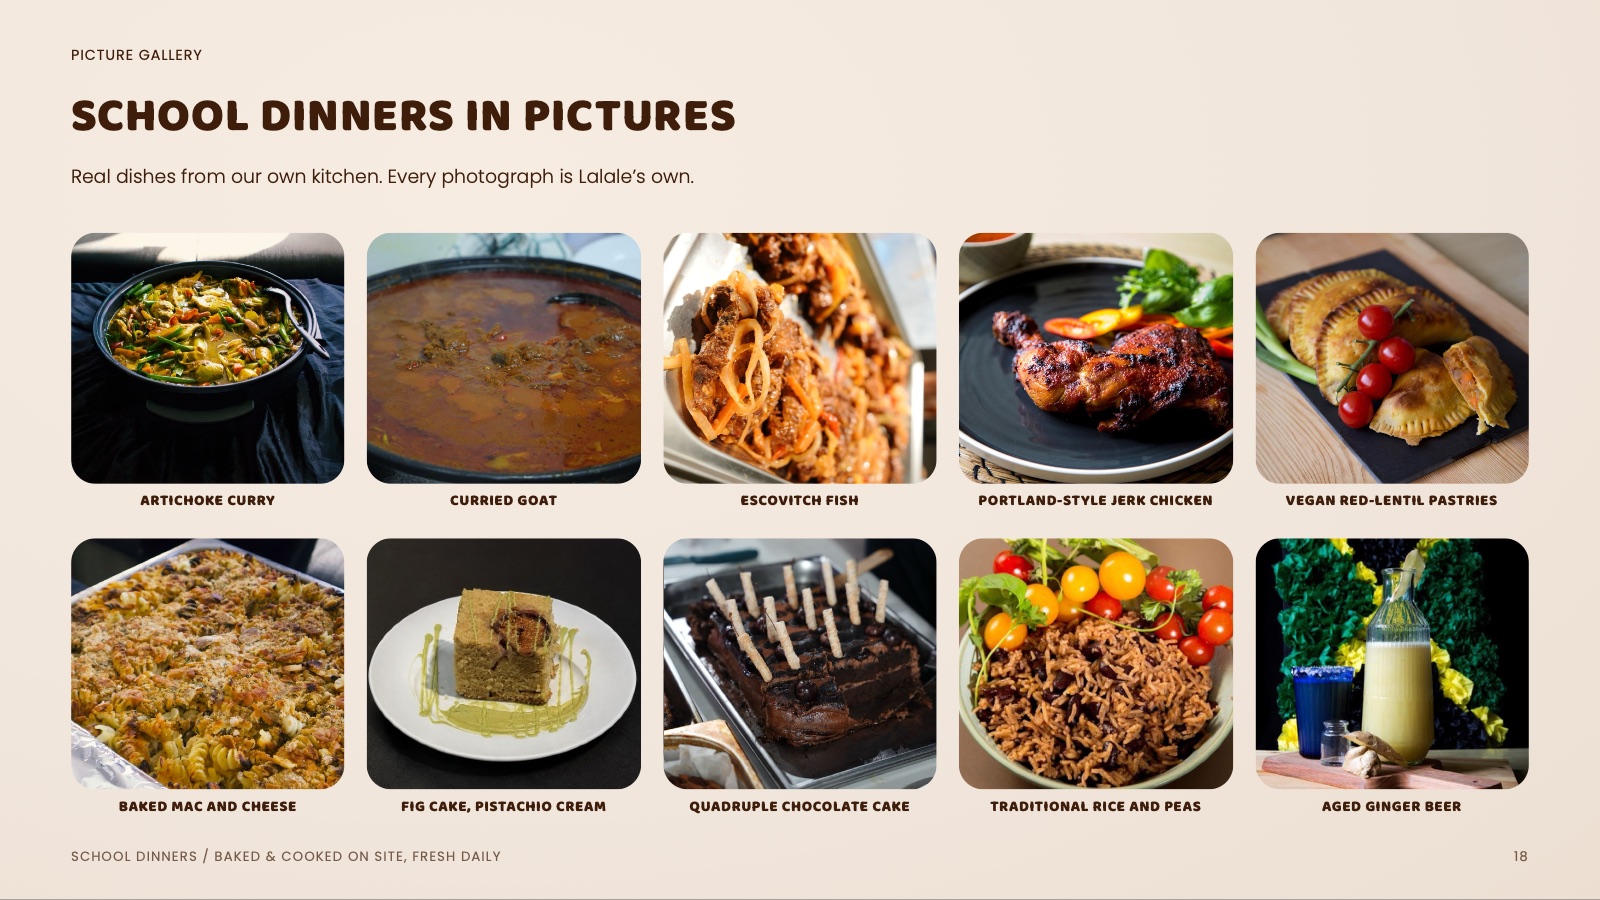 PICTURE GALLERY
SCHOOL DINNERS IN PICTURES
Real dishes from our own kitchen. Every photograph is Lalale's own.
ARTICHOKE CURRY
CURRIED GOAT
ESCOVITCH FISH
PORTLAND-STYLE JERK CHICKEN
VEGAN RED-LENTIL PASTRIES
BAKED MAC AND CHEESE
FIG CAKE, PISTACHIO CREAM
QUADRUPLE CHOCOLATE CAKE
TRADITIONAL RICE AND PEAS
AGED GINGER BEER
SCHOOL DINNERS / BAKED & COOKED ON SITE, FRESH DAILY
18